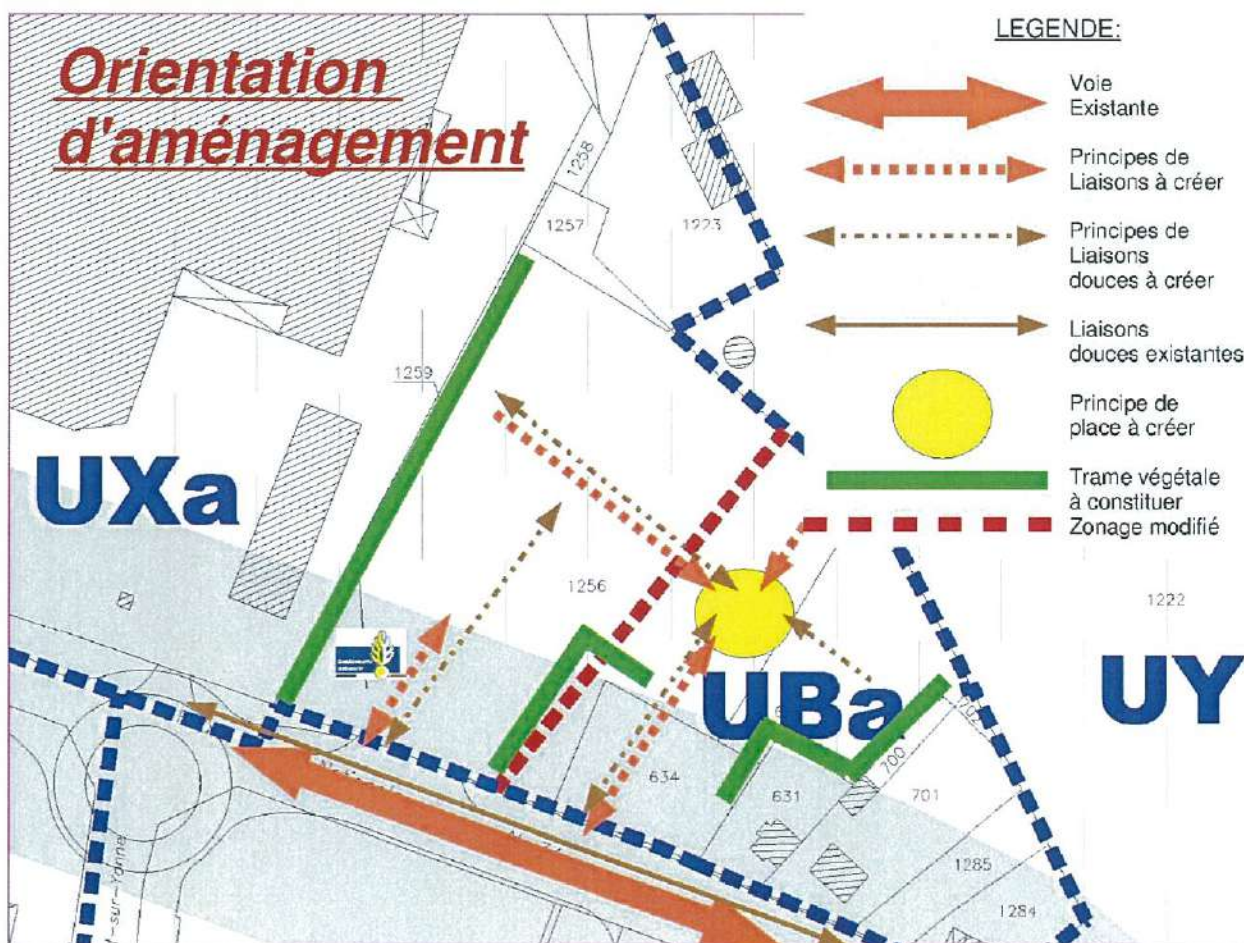 Orientation
d'aménagement
LEGENDE:
Voie
Existante
Principes de
Liaisons à créer
Principes de
Liaisons
douces à créer
Liaisons
douces existantes
Principe de
place à créer
Trame végétale
à constituer
Zonage modifié
1258
1257
1223
1259
UXa
1256
1222
UBa
UY
634
631
700
701
1285
1284
-sur-Yonne